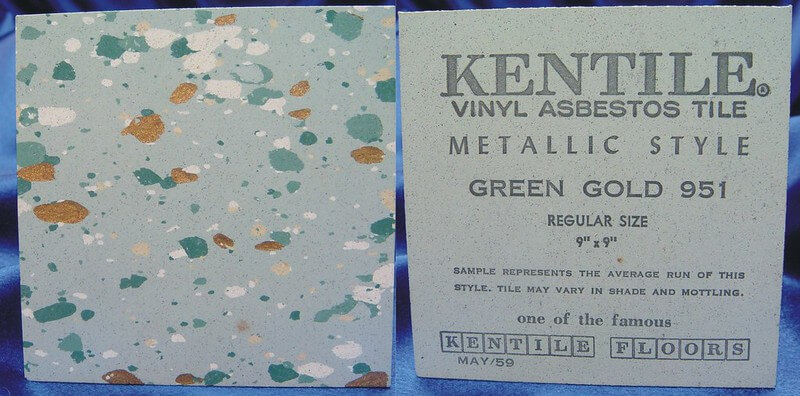 KENTILE®
VINYL ASBESTOS TILE
METALLIC STYLE
GREEN GOLD 951
REGULAR SIZE
9" x 9"
SAMPLE REPRESENTS THE AVERAGE RUN OF THIS
STYLE. TILE MAY VARY IN SHADE AND MOTTLING.
one of the famous
KENTILE FLOORS
MAY/59